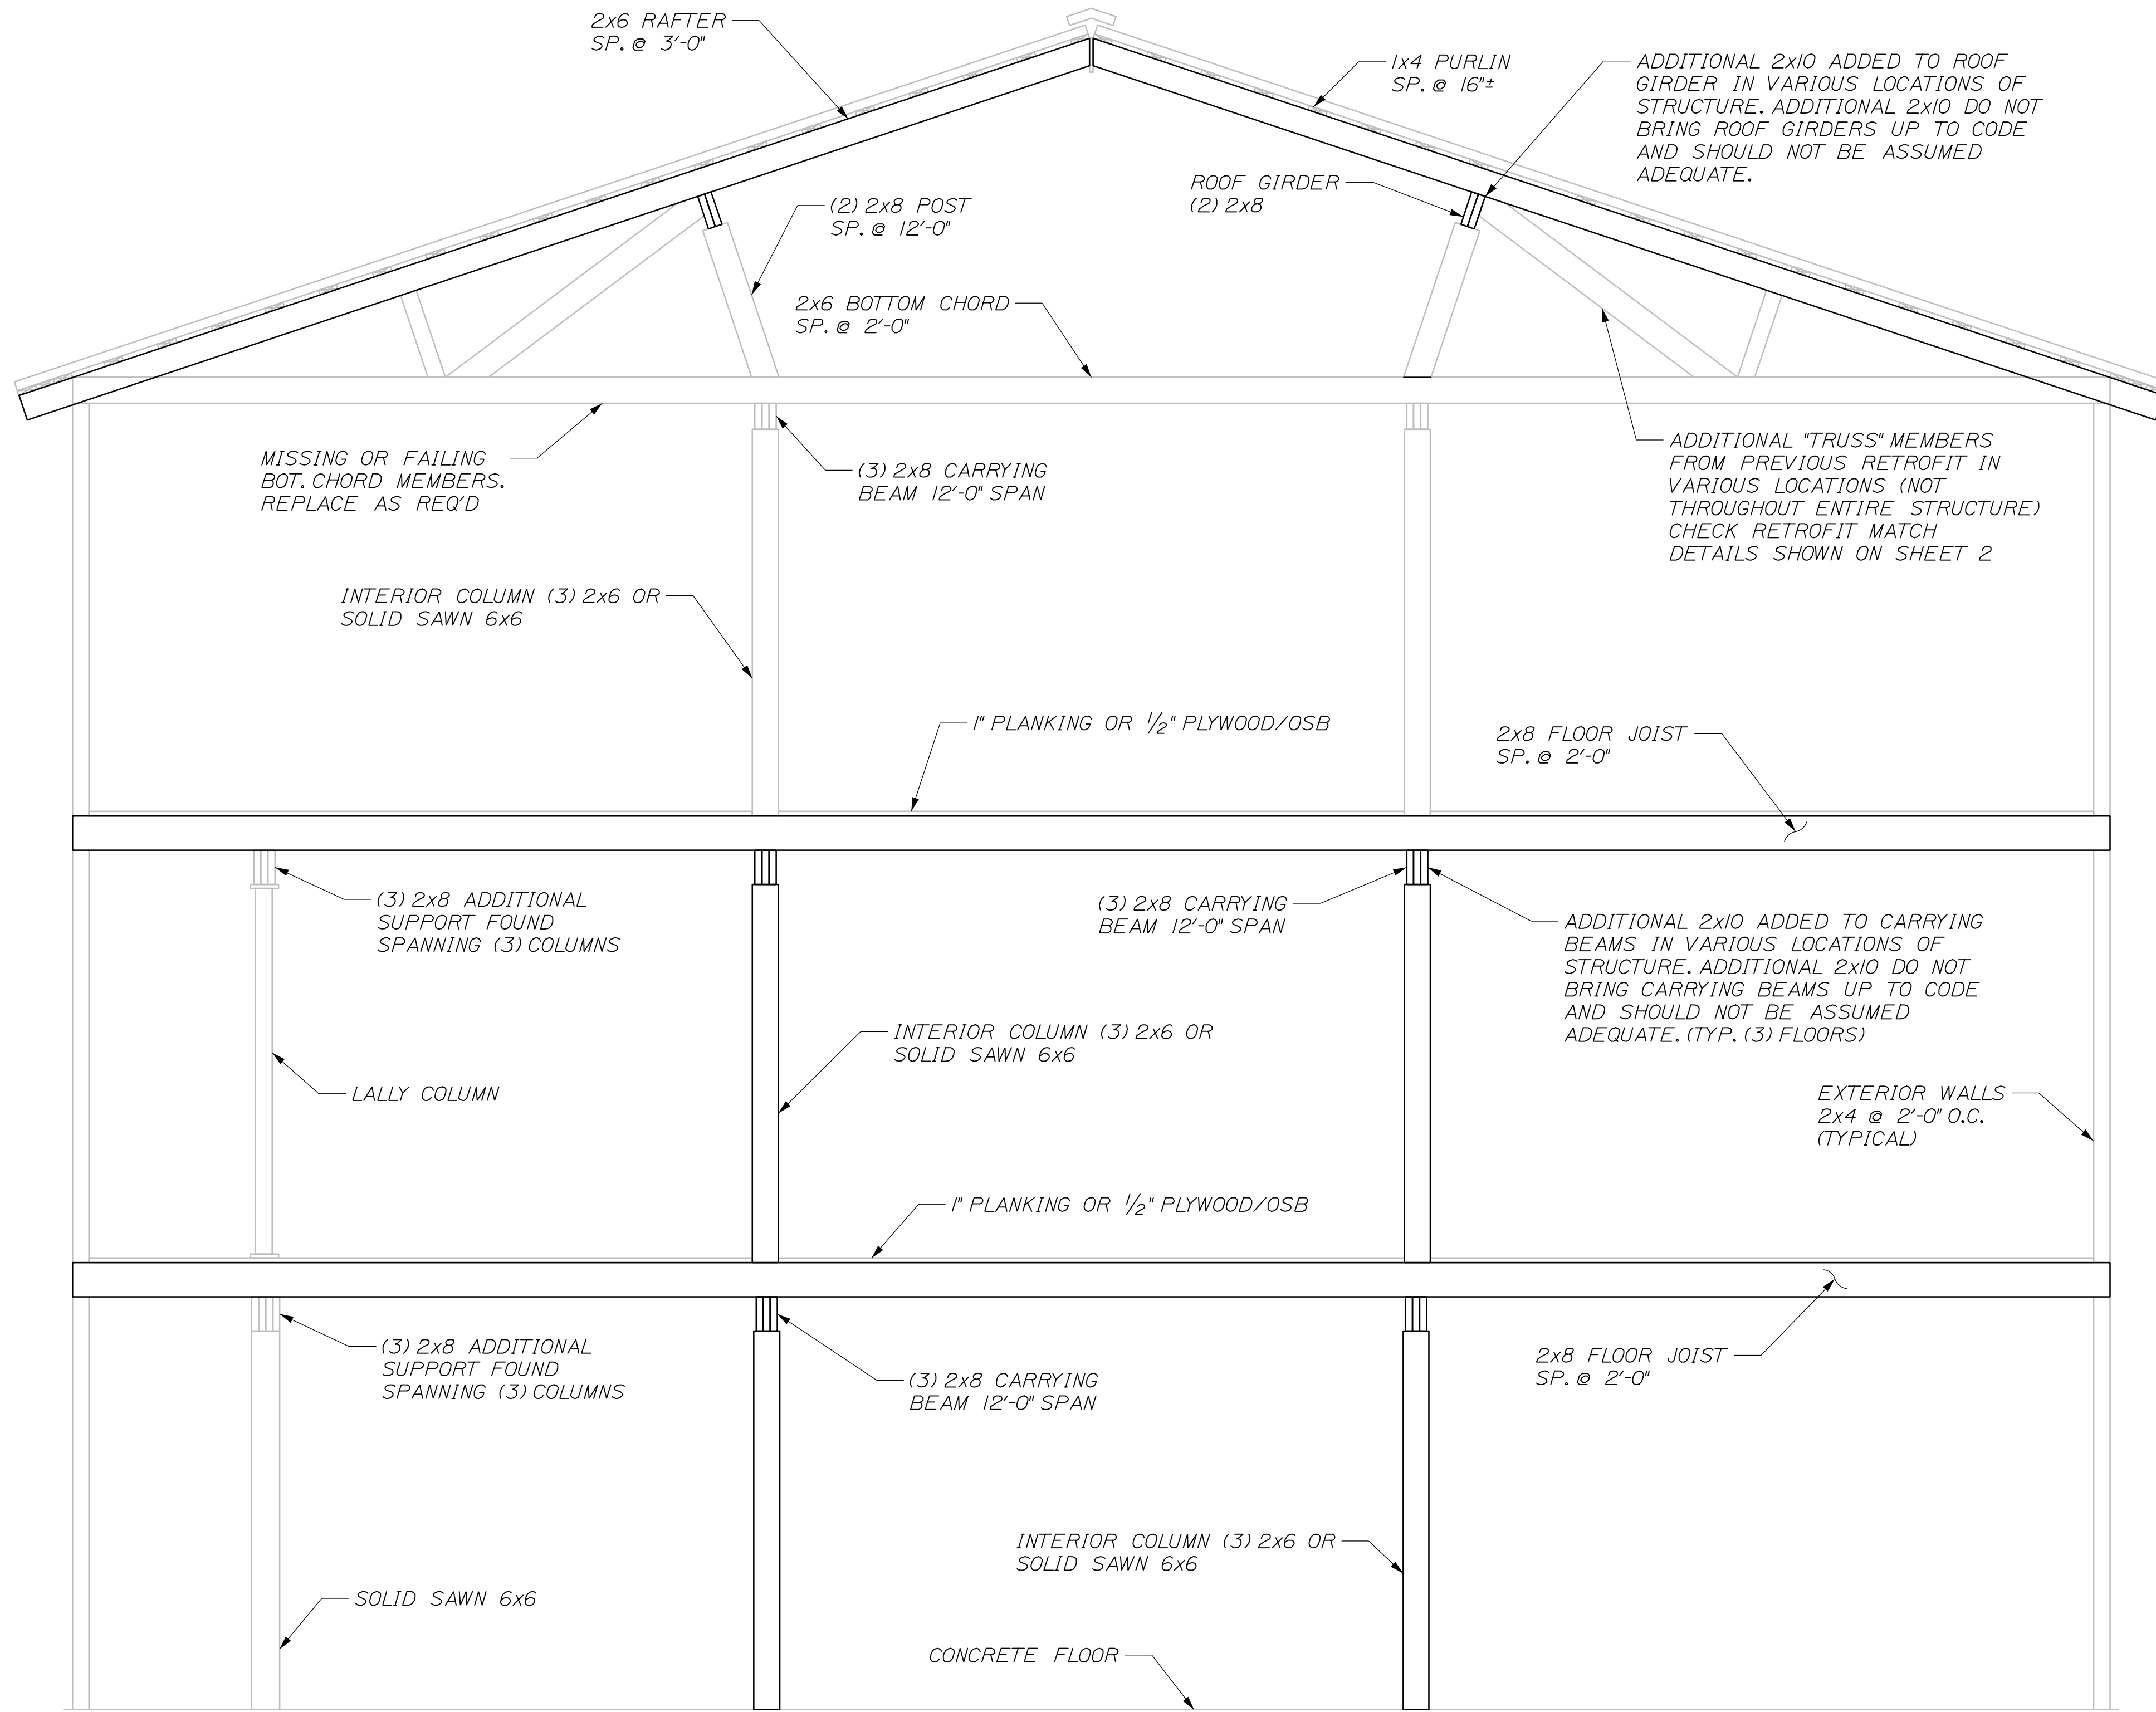 2x6 RAFTER
SP. @ 3'-0"
1x4 PURLIN
SP. @ 16"±
ADDITIONAL 2x10 ADDED TO ROOF
GIRDER IN VARIOUS LOCATIONS OF
STRUCTURE. ADDITIONAL 2x10 DO NOT
BRING ROOF GIRDERS UP TO CODE
AND SHOULD NOT BE ASSUMED
ADEQUATE.
(2) 2x8 POST
SP. @ 12'-0"
ROOF GIRDER
(2) 2x8
2x6 BOTTOM CHORD
SP. @ 2'-0"
MISSING OR FAILING
BOT. CHORD MEMBERS.
REPLACE AS REQ'D
(3) 2x8 CARRYING
BEAM 12'-0" SPAN
ADDITIONAL "TRUSS" MEMBERS
FROM PREVIOUS RETROFIT IN
VARIOUS LOCATIONS (NOT
THROUGHOUT ENTIRE STRUCTURE)
CHECK RETROFIT MATCH
DETAILS SHOWN ON SHEET 2
INTERIOR COLUMN (3) 2x6 OR
SOLID SAWN 6x6
1" PLANKING OR 1/2" PLYWOOD/OSB
2x8 FLOOR JOIST
SP. @ 2'-0"
(3) 2x8 ADDITIONAL
SUPPORT FOUND
SPANNING (3) COLUMNS
(3) 2x8 CARRYING
BEAM 12'-0" SPAN
ADDITIONAL 2x10 ADDED TO CARRYING
BEAMS IN VARIOUS LOCATIONS OF
STRUCTURE. ADDITIONAL 2x10 DO NOT
BRING CARRYING BEAMS UP TO CODE
AND SHOULD NOT BE ASSUMED
ADEQUATE. (TYP. (3) FLOORS)
INTERIOR COLUMN (3) 2x6 OR
SOLID SAWN 6x6
LALLY COLUMN
EXTERIOR WALLS
2x4 @ 2'-0" O.C.
(TYPICAL)
1" PLANKING OR 1/2" PLYWOOD/OSB
(3) 2x8 ADDITIONAL
SUPPORT FOUND
SPANNING (3) COLUMNS
(3) 2x8 CARRYING
BEAM 12'-0" SPAN
2x8 FLOOR JOIST
SP. @ 2'-0"
INTERIOR COLUMN (3) 2x6 OR
SOLID SAWN 6x6
SOLID SAWN 6x6
CONCRETE FLOOR